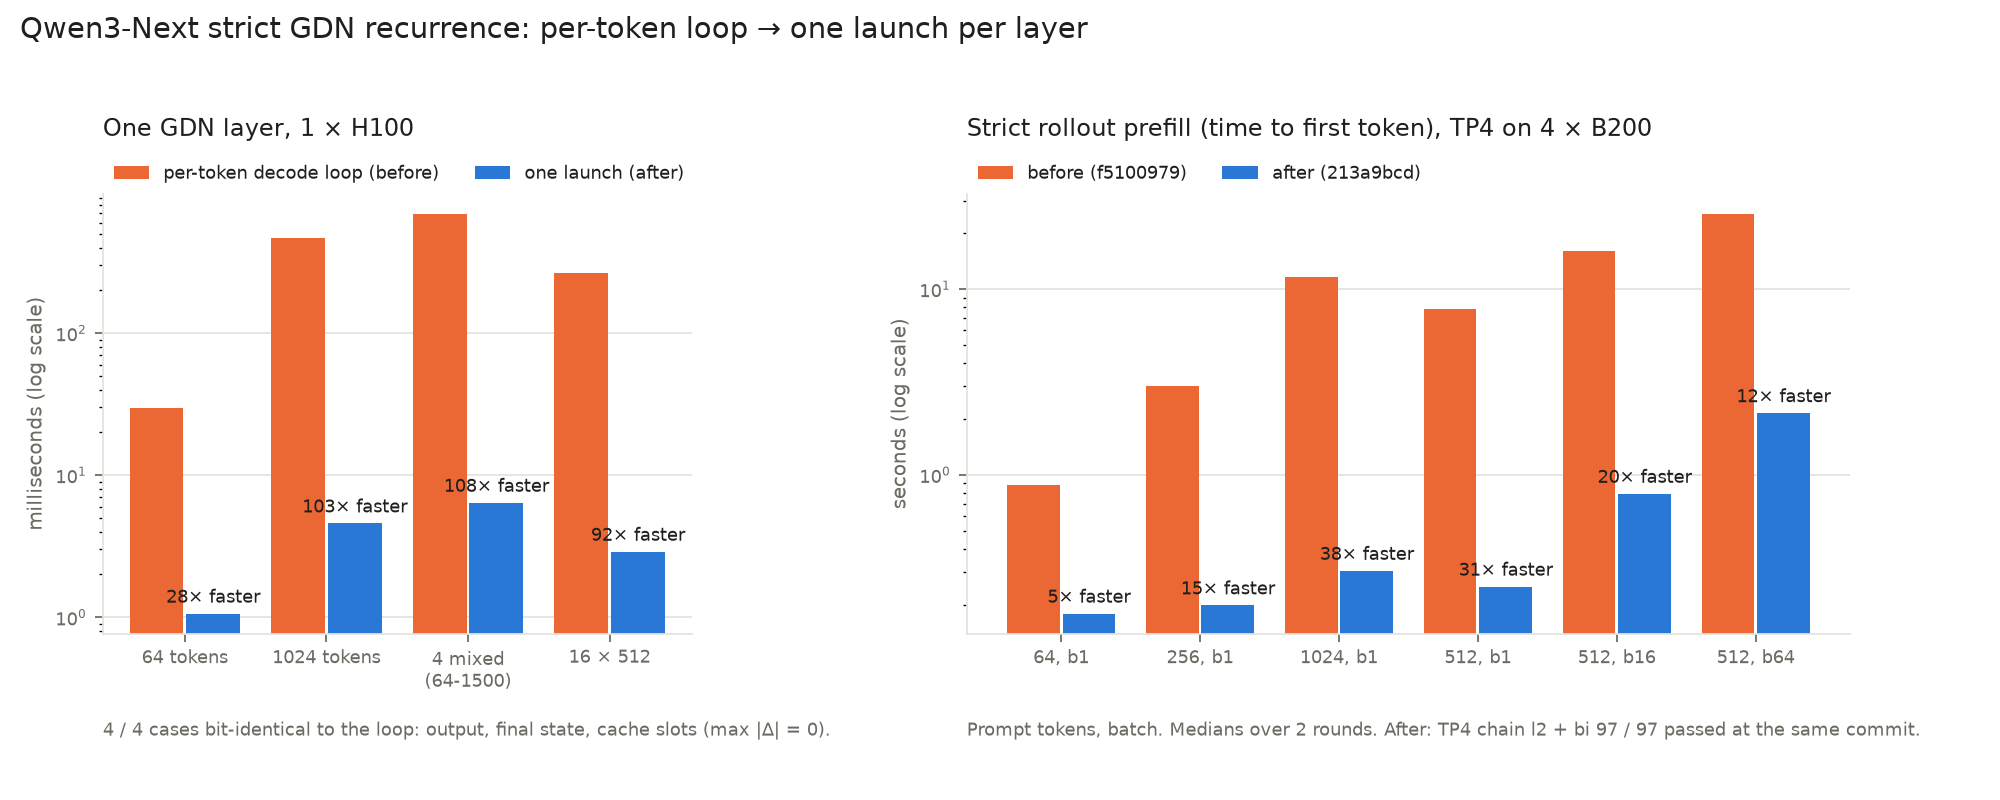 Qwen3-Next strict GDN recurrence: per-token loop → one launch per layer
One GDN layer, 1 × H100
per-token decode loop (before)
one launch (after)
milliseconds (log scale)
10²
10¹
10⁰
28× faster
103× faster
108× faster
92× faster
64 tokens
1024 tokens
4 mixed
(64-1500)
16 × 512
4 / 4 cases bit-identical to the loop: output, final state, cache slots (max |Δ| = 0).
Strict rollout prefill (time to first token), TP4 on 4 × B200
before (f5100979)
after (213a9bcd)
seconds (log scale)
10¹
10⁰
5× faster
15× faster
38× faster
31× faster
20× faster
12× faster
64, b1
256, b1
1024, b1
512, b1
512, b16
512, b64
Prompt tokens, batch. Medians over 2 rounds. After: TP4 chain l2 + bi 97 / 97 passed at the same commit.